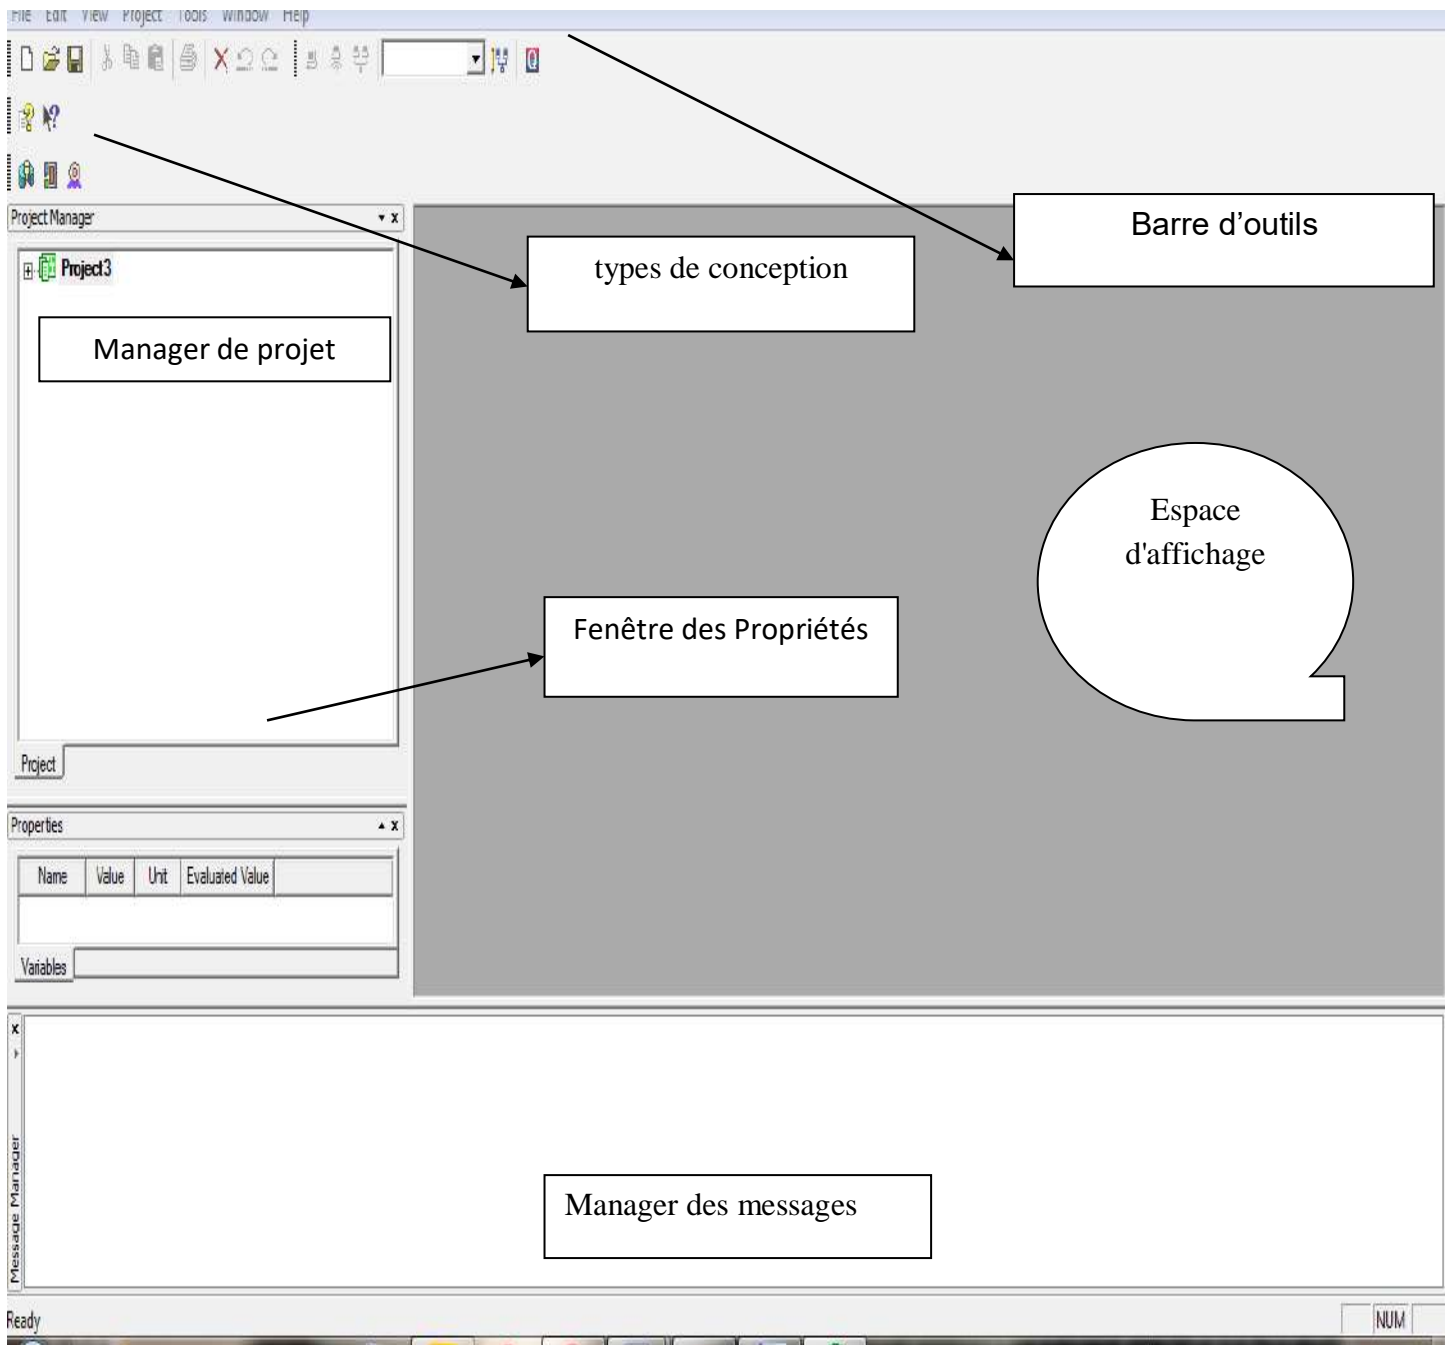 File Edit View Project Tools Window Help
Project Manager
Project3
Barre d’outils
types de conception
Manager de projet
Espace
d'affichage
Fenêtre des Propriétés
Project
Properties
Name Value Unit Evaluated Value
Variables
Message Manager
Manager des messages
Ready
NUM